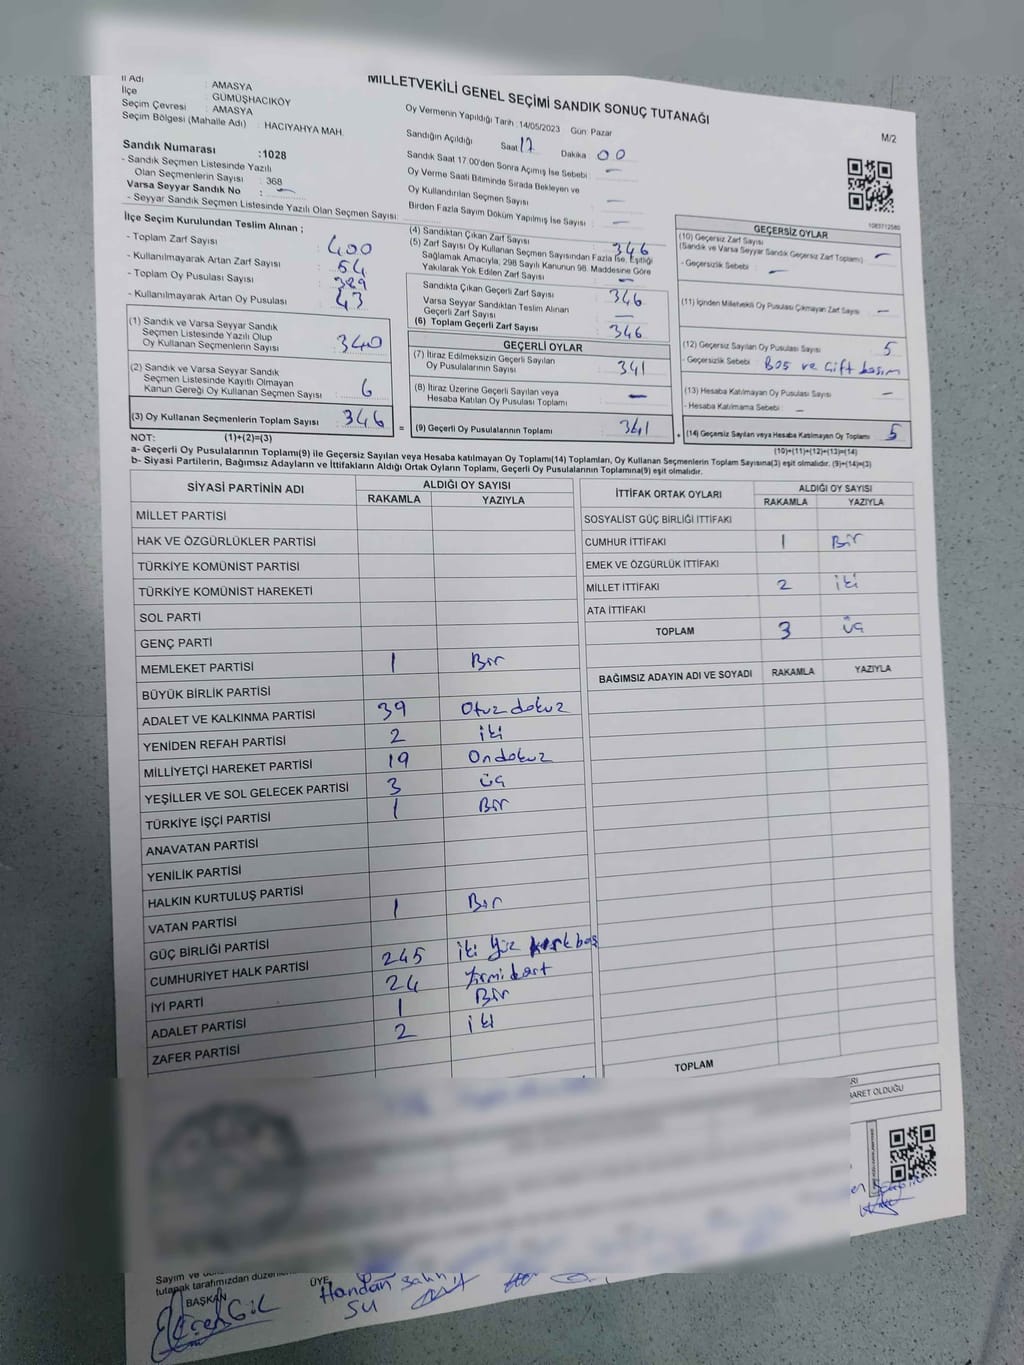 MİLLETVEKİLİ GENEL SEÇİMİ SANDIK SONUÇ TUTANAĞI
M/2
İl Adı : AMASYA
İlçe : GÜMÜŞHACIKÖY
Seçim Çevresi : AMASYA
Seçim Bölgesi (Mahalle Adı) : HACIYAHYA MAH.
Sandık Numarası :1028
- Sandık Seçmen Listesinde Yazılı
Olan Seçmenlerin Sayısı : 368
Varsa Seyyar Sandık No : —
- Seyyar Sandık Seçmen Listesinde Yazılı Olan Seçmen Sayısı:
Oy Vermenin Yapıldığı Tarih :14/05/2023 Gün: Pazar
Sandığın Açıldığı Saat 17 Dakika 00
Sandık Saat 17.00'den Sonra Açımış İse Sebebi : —
Oy Verme Saati Bitiminde Sırada Bekleyen ve
Oy Kullandırılan Seçmen Sayısı : —
Birden Fazla Sayım Döküm Yapılmış İse Sayısı : —
İlçe Seçim Kurulundan Teslim Alınan ;
- Toplam Zarf Sayısı : 400
- Kullanılmayarak Artan Zarf Sayısı : 54
- Toplam Oy Pusulası Sayısı : 389
- Kullanılmayarak Artan Oy Pusulası : 43
(1) Sandık ve Varsa Seyyar Sandık
Seçmen Listesinde Yazılı Olup
Oy Kullanan Seçmenlerin Sayısı : 340
(2) Sandık ve Varsa Seyyar Sandık
Seçmen Listesinde Kayıtlı Olmayan
Kanun Gereği Oy Kullanan Seçmen Sayısı : 6
(3) Oy Kullanan Seçmenlerin Toplam Sayısı : 346
(4) Sandıktan Çıkan Zarf Sayısı : 346
(5) Zarf Sayısı Oy Kullanan Seçmen Sayısından Fazla İse, Eşitliği
Sağlamak Amacıyla, 298 Sayılı Kanunun 98. Maddesine Göre
Yakılarak Yok Edilen Zarf Sayısı : —
Sandıkta Çıkan Geçerli Zarf Sayısı : 346
Varsa Seyyar Sandıktan Teslim Alınan
Geçerli Zarf Sayısı : —
(6) Toplam Geçerli Zarf Sayısı : 346
GEÇERLİ OYLAR
(7) İtiraz Edilmeksizin Geçerli Sayılan
Oy Pusulalarının Sayısı : 341
(8) İtiraz Üzerine Geçerli Sayılan veya
Hesaba Katılan Oy Pusulası Toplamı : —
= (9) Geçerli Oy Pusulalarının Toplamı : 341
GEÇERSİZ OYLAR
(10) Geçersiz Zarf Sayısı
(Sandık ve Varsa Seyyar Sandık Geçersiz Zarf Toplamı) : —
- Geçersizlik Sebebi : —
(11) İçinden Milletvekili Oy Pusulası Çıkmayan Zarf Sayısı : —
(12) Geçersiz Sayılan Oy Pusulası Sayısı : 5
- Geçersizlik Sebebi : Boş ve Çift basım
(13) Hesaba Katılmayan Oy Pusulası Sayısı : —
- Hesaba Katılmama Sebebi : —
+ (14) Geçersiz Sayılan veya Hesaba Katılmayan Oy Toplamı : 5
NOT: (1)+(2)=(3)
(10)+(11)+(12)+(13)=(14)
a- Geçerli Oy Pusulalarının Toplamı(9) ile Geçersiz Sayılan veya Hesaba katılmayan Oy Toplamı(14) Toplamları, Oy Kullanan Seçmenlerin Toplam Sayısına(3) eşit olmalıdır. (9)+(14)=(3)
b- Siyasi Partilerin, Bağımsız Adayların ve İttifakların Aldığı Ortak Oyların Toplamı, Geçerli Oy Pusulalarının Toplamına(9) eşit olmalıdır.
SİYASİ PARTİNİN ADI ALDIĞI OY SAYISI
RAKAMLA YAZIYLA
MİLLET PARTİSİ
HAK VE ÖZGÜRLÜKLER PARTİSİ
TÜRKİYE KOMÜNİST PARTİSİ
TÜRKİYE KOMÜNİST HAREKETİ
SOL PARTİ
GENÇ PARTİ
MEMLEKET PARTİSİ 1 Bir
BÜYÜK BİRLİK PARTİSİ
ADALET VE KALKINMA PARTİSİ 39 Otuz dokuz
YENİDEN REFAH PARTİSİ 2 iki
MİLLİYETÇİ HAREKET PARTİSİ 19 Ondokuz
YEŞİLLER VE SOL GELECEK PARTİSİ 3 üç
TÜRKİYE İŞÇİ PARTİSİ 1 Bir
ANAVATAN PARTİSİ
YENİLİK PARTİSİ
HALKIN KURTULUŞ PARTİSİ
VATAN PARTİSİ 1 Bir
GÜÇ BİRLİĞİ PARTİSİ
CUMHURİYET HALK PARTİSİ 245 iki yüz kırk beş
İYİ PARTİ 24 Yirmi dört
ADALET PARTİSİ 1 Bir
ZAFER PARTİSİ 2 iki
İTTİFAK ORTAK OYLARI ALDIĞI OY SAYISI
RAKAMLA YAZIYLA
SOSYALİST GÜÇ BİRLİĞİ İTTİFAKI
CUMHUR İTTİFAKI 1 Bir
EMEK VE ÖZGÜRLÜK İTTİFAKI
MİLLET İTTİFAKI 2 iki
ATA İTTİFAKI
TOPLAM 3 üç
BAĞIMSIZ ADAYIN ADI VE SOYADI RAKAMLA YAZIYLA
TOPLAM
ARET OLDUĞU
Sayım ve
tutanak tarafımızdan
BAŞKAN
ÜYE
Handan
SU